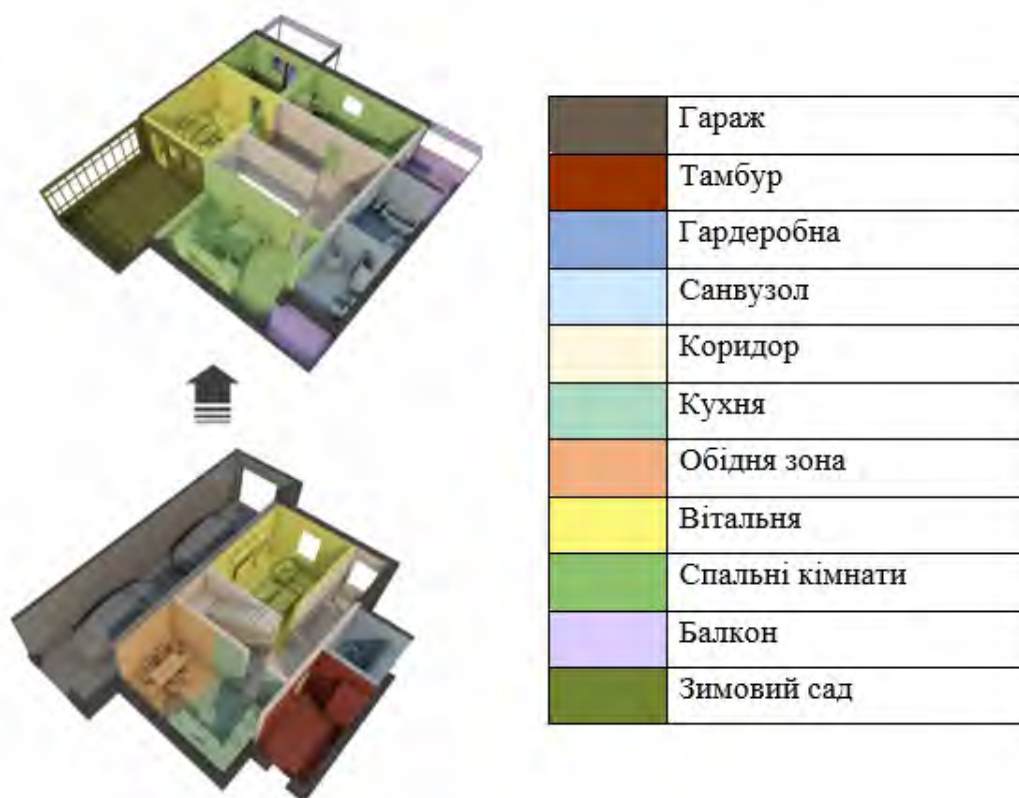 Гараж
Тамбур
Гардеробна
Санвузол
Коридор
Кухня
Обідня зона
Вітальня
Спальні кімнати
Балкон
Зимовий сад